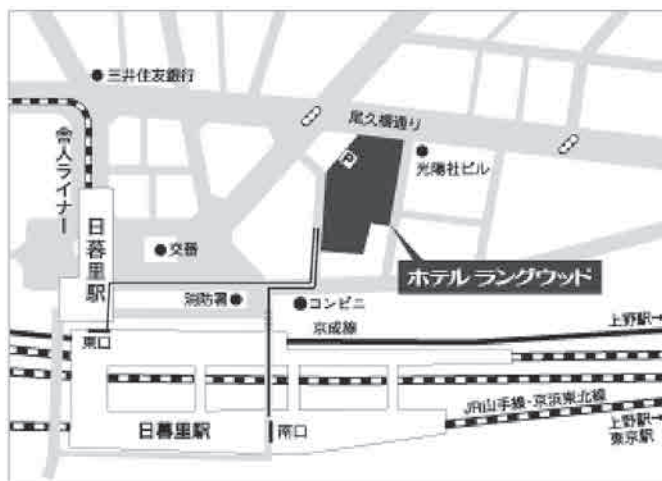 三井住友銀行
尾久橋通り
P
光陽社ビル
舎人ライナー
日暮里駅
交番
ホテル ラングウッド
消防署
コンビニ
東口
京成線
上野駅→
JR山手線・京浜東北線
日暮里駅
南口
上野駅→
東京駅